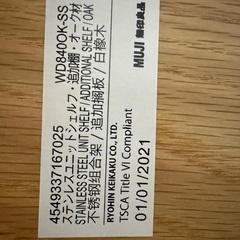 4549337167025
WD840OK-SS
ステンレスユニットシェルフ・追加棚・オーク材
STAINLESS STEEL UNIT SHELF / ADDITIONAL SHELF / OAK
不锈钢组合架 / 追加搁板 / 白橡木
RYOHIN KEIKAKU CO., LTD.
TSCA Title VI Compliant
01/01/2021
MUJI 無印良品